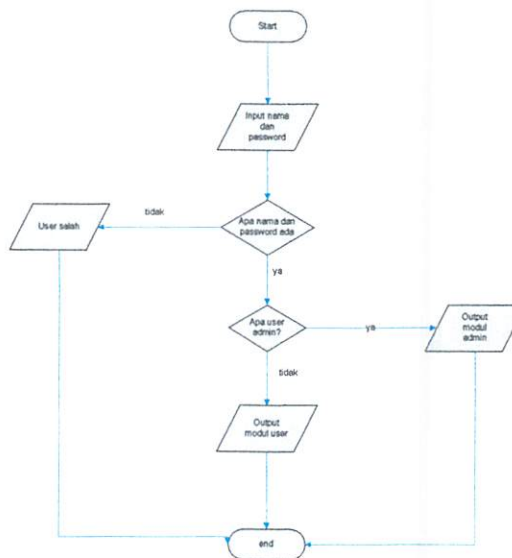 Start
Input nama
dan
password
tidak
User salah
Apa nama dan
password ada
ya
Apa user
admin?
ya
Output
modul
admin
tidak
Output
modul user
end